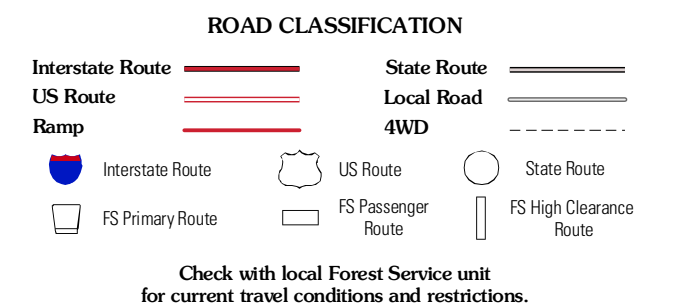 ROAD CLASSIFICATION
Interstate Route
State Route
US Route
Local Road
Ramp
4WD
Interstate Route
US Route
State Route
FS Primary Route
FS Passenger
Route
FS High Clearance
Route
Check with local Forest Service unit
for current travel conditions and restrictions.